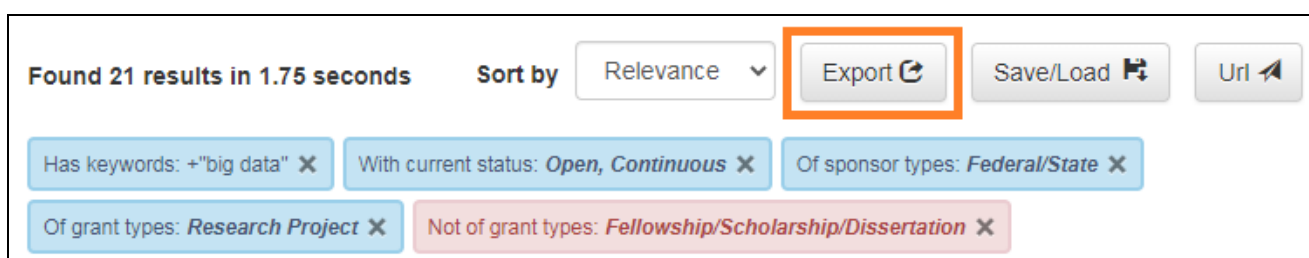 Found 21 results in 1.75 seconds Sort by Relevance Export Save/Load Url
Has keywords: +"big data" ✕ With current status: Open, Continuous ✕ Of sponsor types: Federal/State ✕
Of grant types: Research Project ✕ Not of grant types: Fellowship/Scholarship/Dissertation ✕